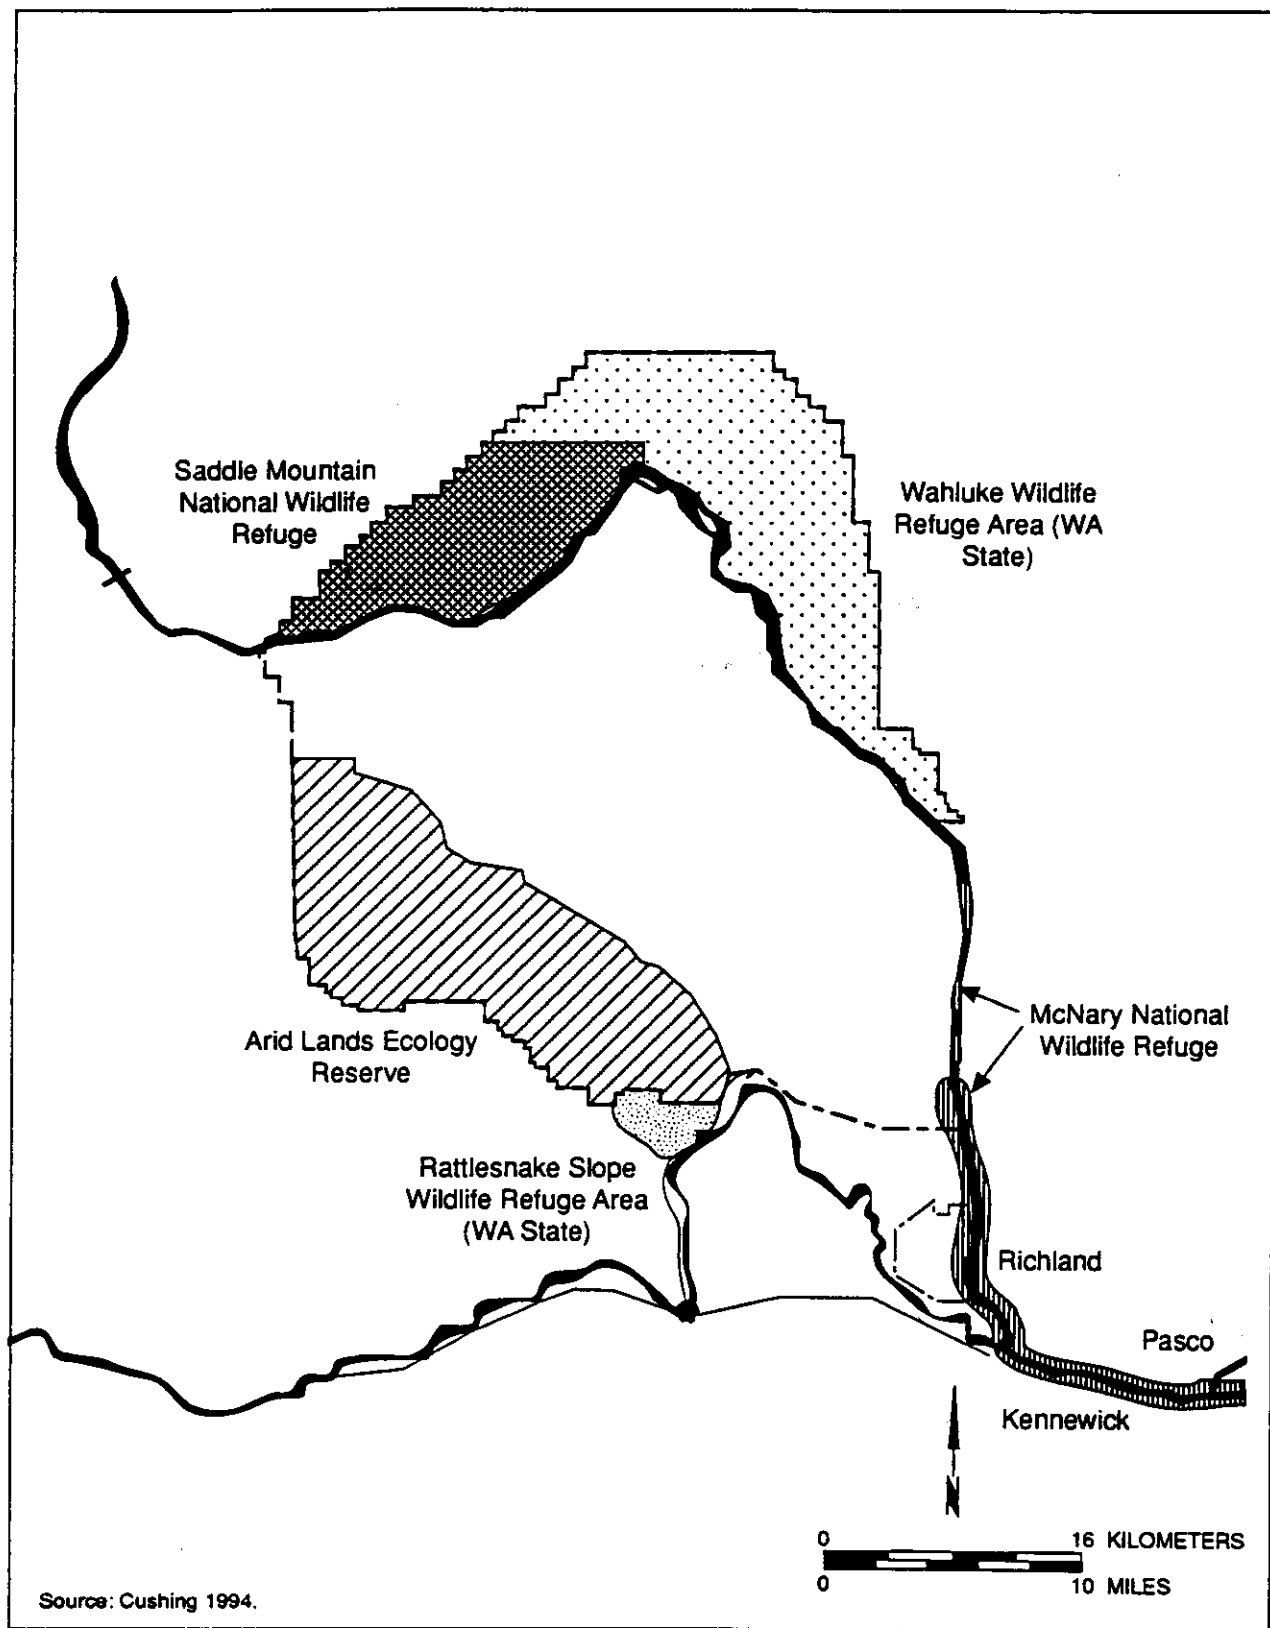 Saddle Mountain
National Wildlife
Refuge
Wahluke Wildlife
Refuge Area (WA
State)
Arid Lands Ecology
Reserve
McNary National
Wildlife Refuge
Rattlesnake Slope
Wildlife Refuge Area
(WA State)
Richland
Pasco
Kennewick
N
0 16 KILOMETERS
0 10 MILES
Source: Cushing 1994.